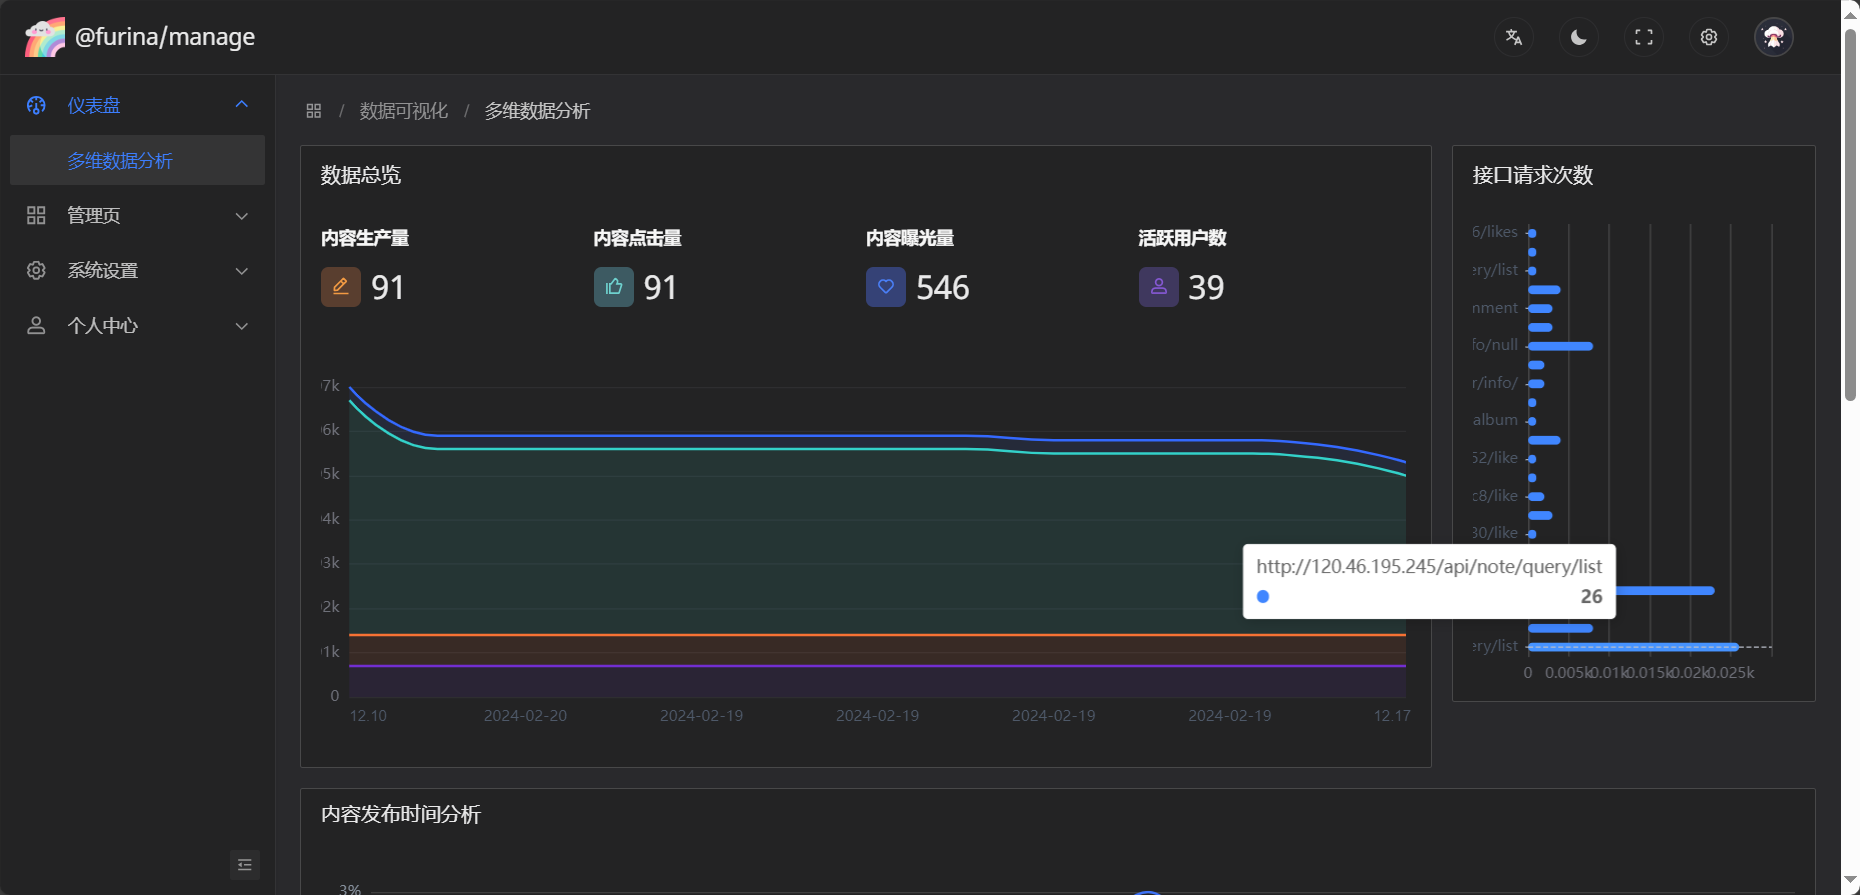 @furina/manage
仪表盘
多维数据分析
管理页
系统设置
个人中心
/ 数据可视化 / 多维数据分析
数据总览
内容生产量
91
内容点击量
91
内容曝光量
546
活跃用户数
39
7k
6k
5k
4k
3k
2k
1k
0
12.10
2024-02-20
2024-02-19
2024-02-19
2024-02-19
2024-02-19
12.17
接口请求次数
6/likes
ery/list
nment
fo/null
r/info/
album
52/like
c8/like
30/like
http://120.46.195.245/api/note/query/list
26
ery/list
0 0.005k 0.01k 0.015k 0.02k 0.025k
内容发布时间分析
3%